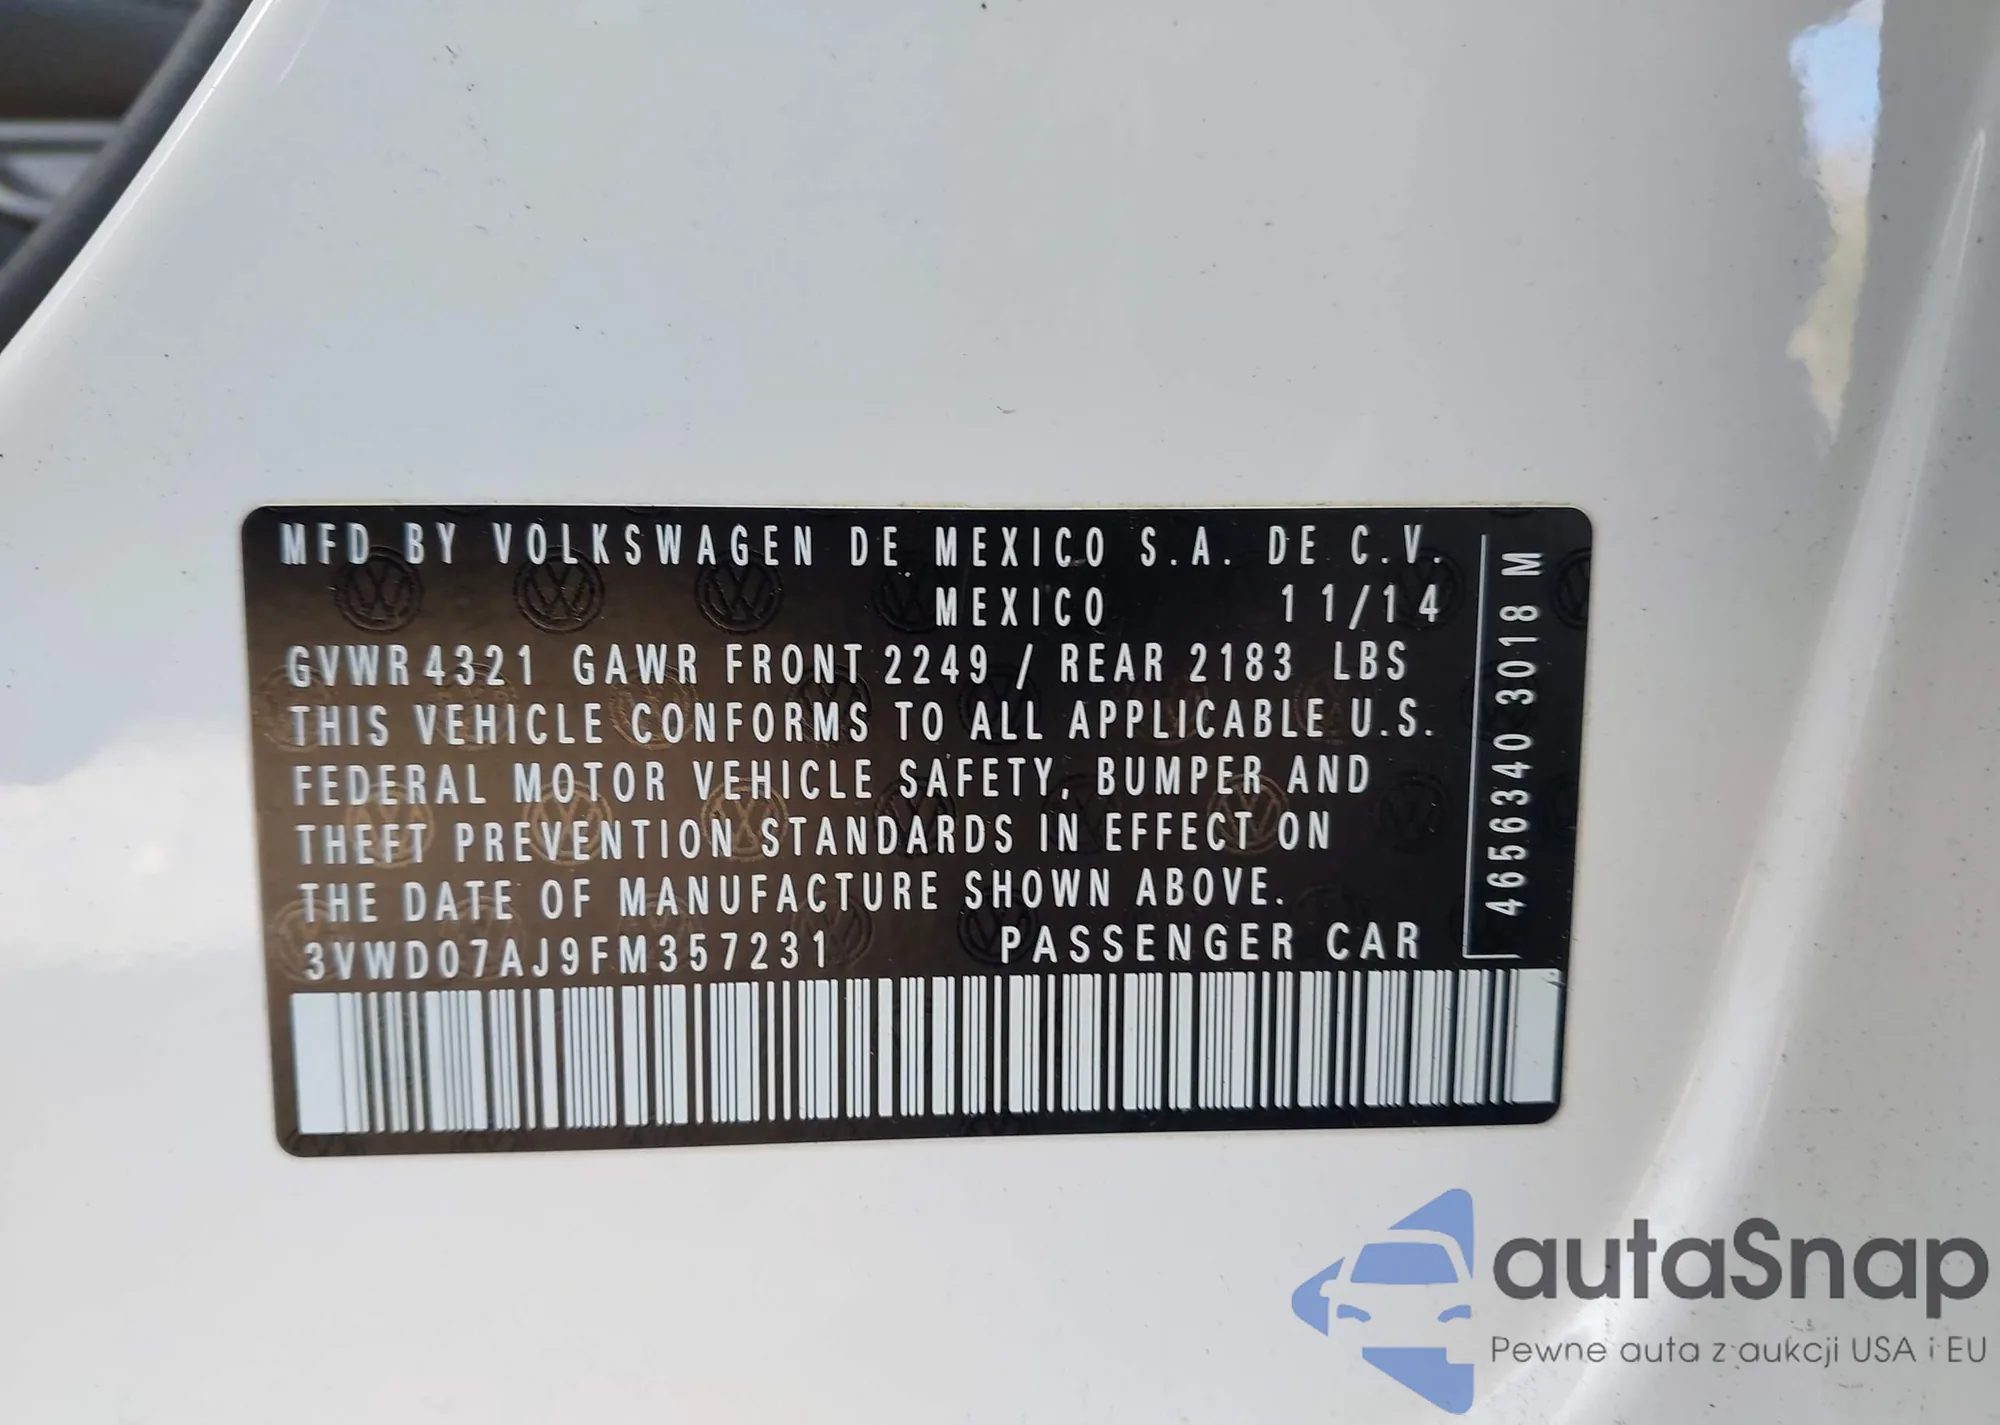 MFD BY VOLKSWAGEN DE MEXICO S.A. DE C.V.
MEXICO 11/14
GVWR 4321 GAWR FRONT 2249 / REAR 2183 LBS
THIS VEHICLE CONFORMS TO ALL APPLICABLE U.S.
FEDERAL MOTOR VEHICLE SAFETY, BUMPER AND
THEFT PREVENTION STANDARDS IN EFFECT ON
THE DATE OF MANUFACTURE SHOWN ABOVE.
3VWD07AJ9FM357231 PASSENGER CAR
4656340 3018 M
autaSnap
Pewne auta z aukcji USA i EU